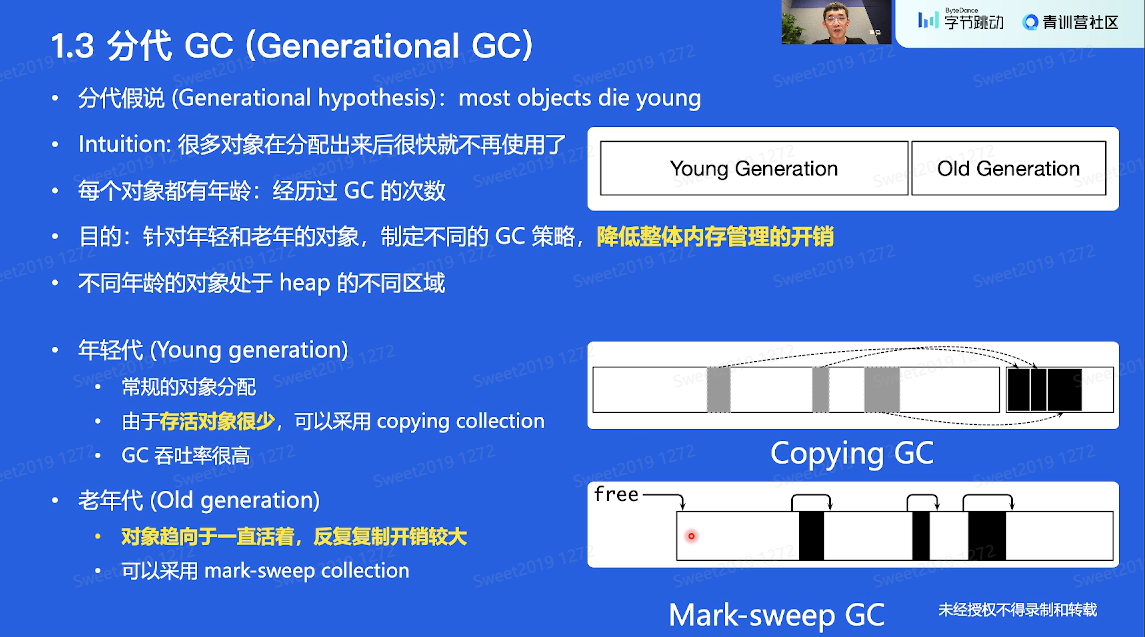 ByteDance
字节跳动
青训营社区
1.3 分代 GC (Generational GC)
• 分代假说 (Generational hypothesis)：most objects die young
• Intuition: 很多对象在分配出来后很快就不再使用了
• 每个对象都有年龄：经历过 GC 的次数
• 目的：针对年轻和老年的对象，制定不同的 GC 策略，降低整体内存管理的开销
• 不同年龄的对象处于 heap 的不同区域
Young Generation
Old Generation
• 年轻代 (Young generation)
• 常规的对象分配
• 由于存活对象很少，可以采用 copying collection
• GC 吞吐率很高
Copying GC
• 老年代 (Old generation)
• 对象趋向于一直活着，反复复制开销较大
• 可以采用 mark-sweep collection
free
Mark-sweep GC
未经授权不得录制和转载
Sweet2019 1272